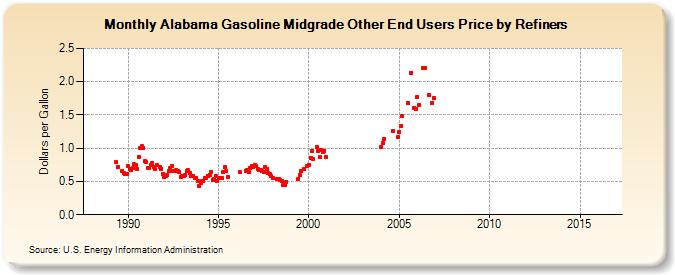 Monthly Alabama Gasoline Midgrade Other End Users Price by Refiners
Dollars per Gallon
2.5
2.0
1.5
1.0
0.5
0.0
1990 1995 2000 2005 2010 2015
Source: U.S. Energy Information Administration